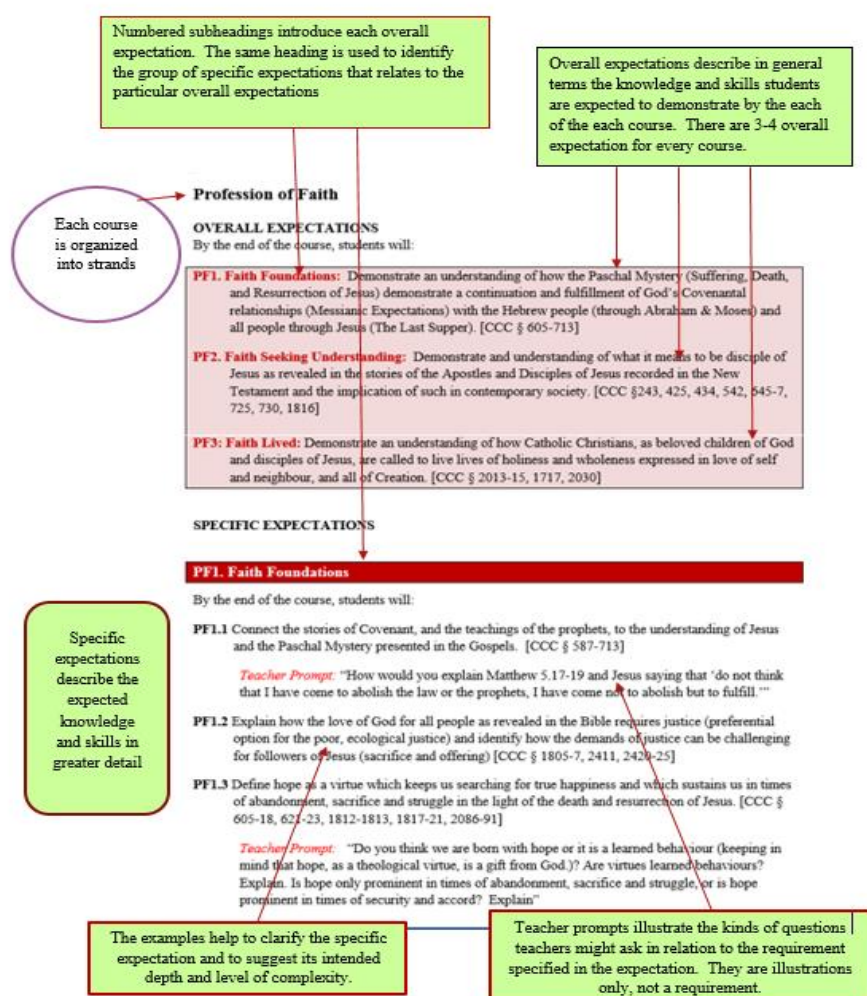 Numbered subheadings introduce each overall
expectation. The same heading is used to identify
the group of specific expectations that relates to the
particular overall expectations
Overall expectations describe in general
terms the knowledge and skills students
are expected to demonstrate by the each
of the each course. There are 3-4 overall
expectation for every course.
Each course
is organized
into strands
Profession of Faith
OVERALL EXPECTATIONS
By the end of the course, students will:
PF1. Faith Foundations: Demonstrate an understanding of how the Paschal Mystery (Suffering, Death,
and Resurrection of Jesus) demonstrate a continuation and fulfillment of God's Covenantal
relationships (Messianic Expectations) with the Hebrew people (through Abraham & Moses) and
all people through Jesus (The Last Supper). [CCC § 605-713]
PF2. Faith Seeking Understanding: Demonstrate and understanding of what it means to be disciple of
Jesus as revealed in the stories of the Apostles and Disciples of Jesus recorded in the New
Testament and the implication of such in contemporary society. [CCC §243, 425, 434, 542, 645-7,
725, 730, 1816]
PF3: Faith Lived: Demonstrate an understanding of how Catholic Christians, as beloved children of God
and disciples of Jesus, are called to live lives of holiness and wholeness expressed in love of self
and neighbour, and all of Creation. [CCC § 2013-15, 1717, 2030]
SPECIFIC EXPECTATIONS
PF1. Faith Foundations
By the end of the course, students will:
PF1.1 Connect the stories of Covenant, and the teachings of the prophets, to the understanding of Jesus
and the Paschal Mystery presented in the Gospels. [CCC § 587-713]
Teacher Prompt: "How would you explain Matthew 5.17-19 and Jesus saying that 'do not think
that I have come to abolish the law or the prophets, I have come not to abolish but to fulfill.'"
PF1.2 Explain how the love of God for all people as revealed in the Bible requires justice (preferential
option for the poor, ecological justice) and identify how the demands of justice can be challenging
for followers of Jesus (sacrifice and offering) [CCC § 1805-7, 2411, 2420-25]
PF1.3 Define hope as a virtue which keeps us searching for true happiness and which sustains us in times
of abandonment, sacrifice and struggle in the light of the death and resurrection of Jesus. [CCC §
605-18, 621-23, 1812-1813, 1817-21, 2086-91]
Teacher Prompt: "Do you think we are born with hope or it is a learned behaviour (keeping in
mind that hope, as a theological virtue, is a gift from God.)? Are virtues learned behaviours?
Explain. Is hope only prominent in times of abandonment, sacrifice and struggle, or is hope
prominent in times of security and accord? Explain"
Specific
expectations
describe the
expected
knowledge
and skills in
greater detail
The examples help to clarify the specific
expectation and to suggest its intended
depth and level of complexity.
Teacher prompts illustrate the kinds of questions
teachers might ask in relation to the requirement
specified in the expectation. They are illustrations
only, not a requirement.